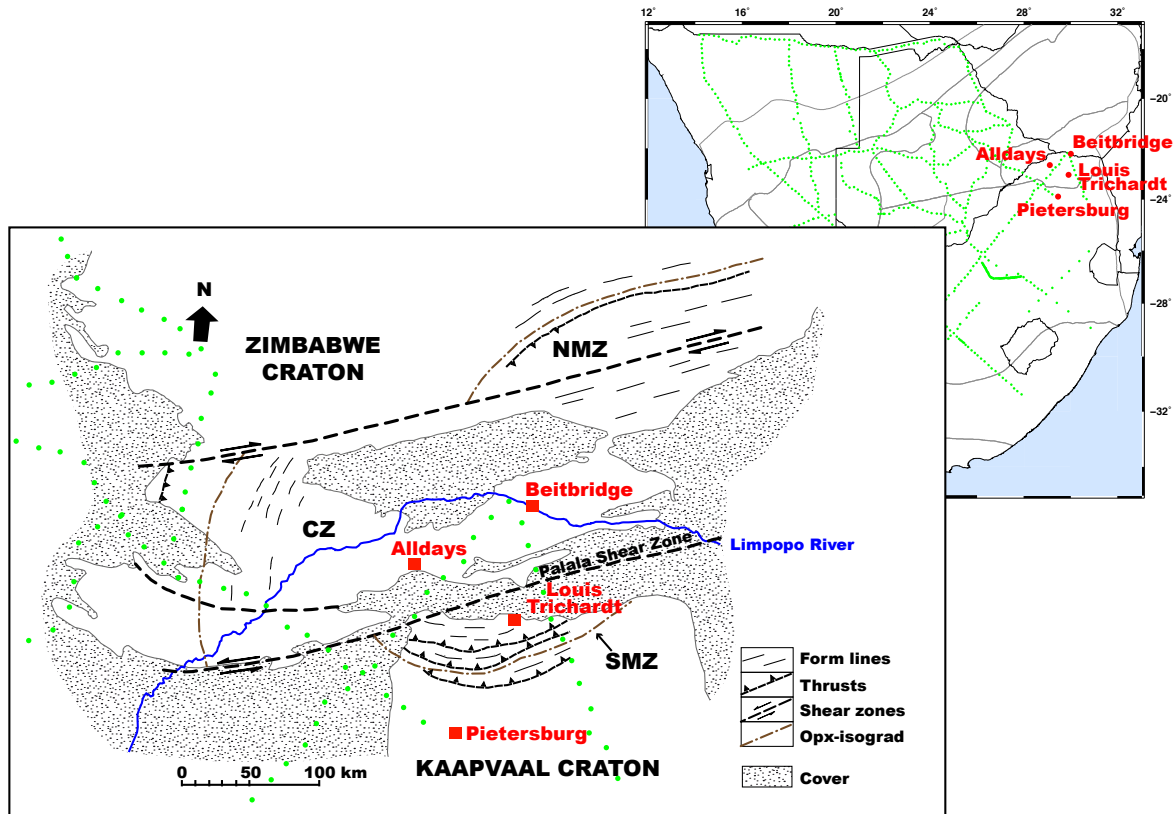 12° 16° 20° 24° 28° 32°
−20°
Beitbridge
Alldays
Louis
Trichardt
−24°
Pietersburg
−28°
−32°
N
ZIMBABWE
CRATON
NMZ
Beitbridge
CZ
Palala Shear Zone
Limpopo River
Alldays
Louis
Trichardt
SMZ
Form lines
Thrusts
Shear zones
Opx-isograd
Pietersburg
KAAPVAAL CRATON
Cover
0 50 100 km